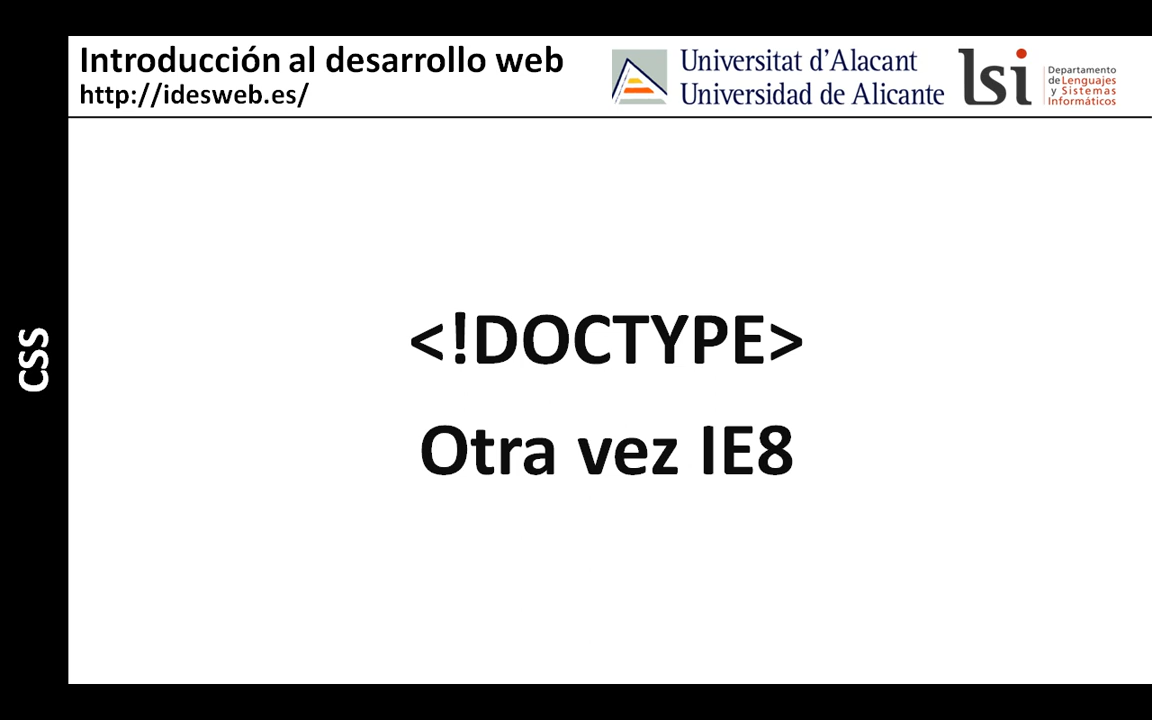 Introducción al desarrollo web
http://idesweb.es/
Universitat d'Alacant
Universidad de Alicante
lsi
Departamento
de Lenguajes
y Sistemas
Informáticos
CSS
<!DOCTYPE>
Otra vez IE8